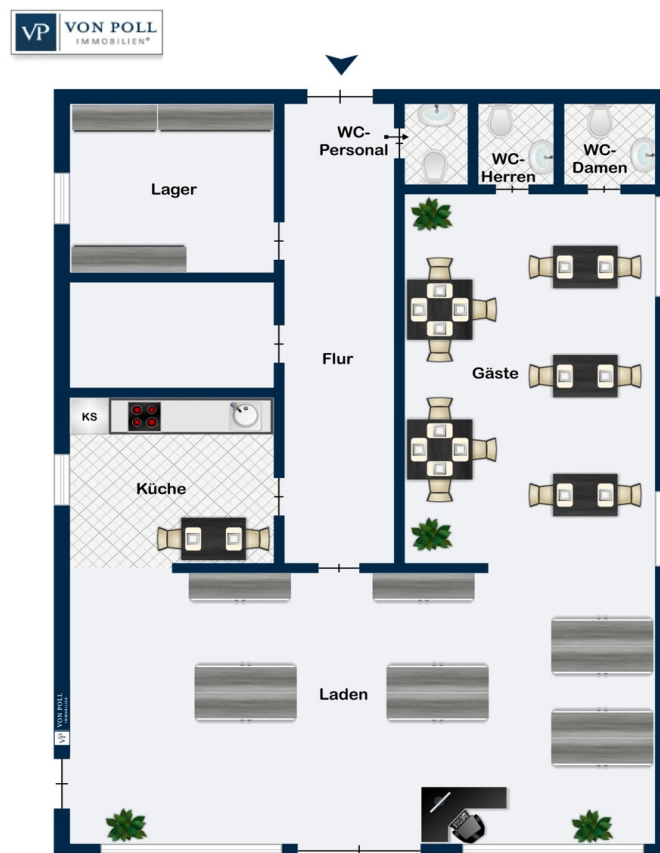 VP VON POLL
IMMOBILIEN®
WC-
Personal
WC-
Herren
WC-
Damen
Lager
Flur
Gäste
KS
Küche
Laden
VP VON POLL
IMMOBILIEN